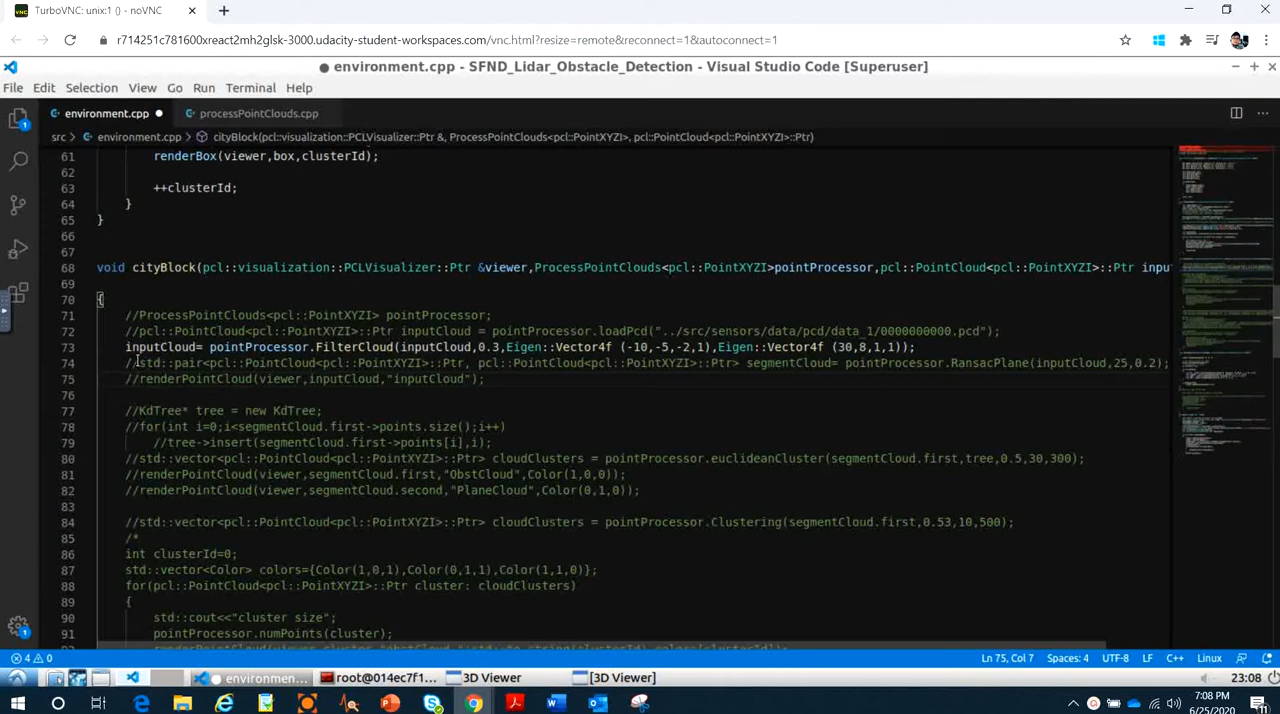 TurboVNC: unix:1 () - noVNC
r714251c781600xreact2mh2glsk-3000.udacity-student-workspaces.com/vnc.html?resize=remote&reconnect=1&autoconnect=1
● environment.cpp - SFND_Lidar_Obstacle_Detection - Visual Studio Code [Superuser]
File Edit Selection View Go Run Terminal Help
environment.cpp ● processPointClouds.cpp
src > environment.cpp > cityBlock(pcl::visualization::PCLVisualizer::Ptr &, ProcessPointClouds<pcl::PointXYZI>, pcl::PointCloud<pcl::PointXYZI>::Ptr)
61 renderBox(viewer,box,clusterId);
62
63 ++clusterId;
64 }
65 }
66
67
68 void cityBlock(pcl::visualization::PCLVisualizer::Ptr &viewer,ProcessPointClouds<pcl::PointXYZI>pointProcessor,pcl::PointCloud<pcl::PointXYZI>::Ptr inpu
69
70 {
71 //ProcessPointClouds<pcl::PointXYZI> pointProcessor;
72 //pcl::PointCloud<pcl::PointXYZI>::Ptr inputCloud = pointProcessor.loadPcd("../src/sensors/data/pcd/data_1/0000000000.pcd");
73 inputCloud= pointProcessor.FilterCloud(inputCloud,0.3,Eigen::Vector4f (-10,-5,-2,1),Eigen::Vector4f (30,8,1,1));
74 //std::pair<pcl::PointCloud<pcl::PointXYZI>::Ptr, pcl::PointCloud<pcl::PointXYZI>::Ptr> segmentCloud= pointProcessor.RansacPlane(inputCloud,25,0.2);
75 //renderPointCloud(viewer,inputCloud,"inputCloud");
76
77 //KdTree* tree = new KdTree;
78 //for(int i=0;i<segmentCloud.first->points.size();i++)
79 //tree->insert(segmentCloud.first->points[i],i);
80 //std::vector<pcl::PointCloud<pcl::PointXYZI>::Ptr> cloudClusters = pointProcessor.euclideanCluster(segmentCloud.first,tree,0.5,30,300);
81 //renderPointCloud(viewer,segmentCloud.first,"ObstCloud",Color(1,0,0));
82 //renderPointCloud(viewer,segmentCloud.second,"PlaneCloud",Color(0,1,0));
83
84 //std::vector<pcl::PointCloud<pcl::PointXYZI>::Ptr> cloudClusters = pointProcessor.Clustering(segmentCloud.first,0.53,10,500);
85 /*
86 int clusterId=0;
87 std::vector<Color> colors={Color(1,0,1),Color(0,1,1),Color(1,1,0)};
88 for(pcl::PointCloud<pcl::PointXYZI>::Ptr cluster: cloudClusters)
89 {
90 std::cout<<"cluster size";
91 pointProcessor.numPoints(cluster);
4 0 Ln 75, Col 7 Spaces: 4 UTF-8 LF C++ Linux
environment... root@014ec7f1... 3D Viewer [3D Viewer] 23:08
7:08 PM
6/25/2020